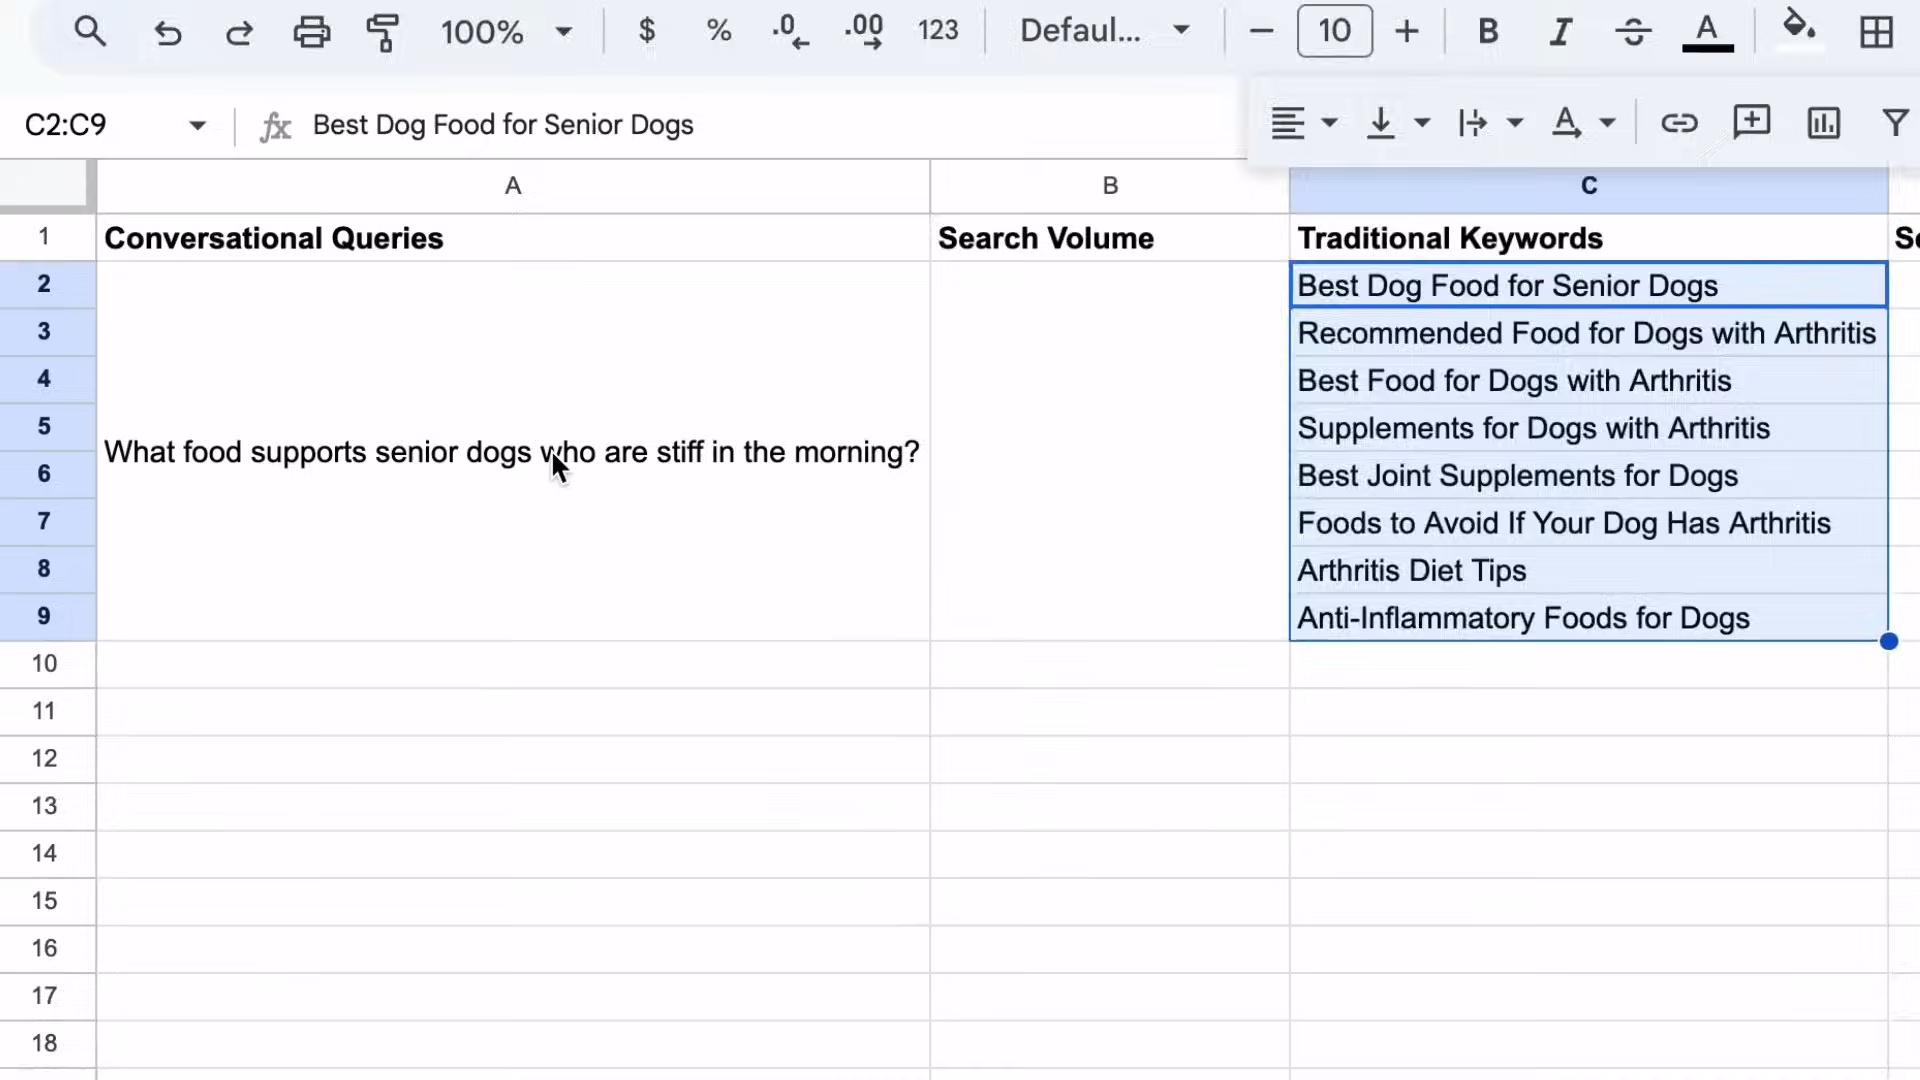 100%
$ % .0 .00 123
Defaul...
10
B I S A
C2:C9
fx Best Dog Food for Senior Dogs
A
A B C
1 Conversational Queries Search Volume Traditional Keywords
2 Best Dog Food for Senior Dogs
3 Recommended Food for Dogs with Arthritis
4 Best Food for Dogs with Arthritis
5 Supplements for Dogs with Arthritis
What food supports senior dogs who are stiff in the morning?
6 Best Joint Supplements for Dogs
7 Foods to Avoid If Your Dog Has Arthritis
8 Arthritis Diet Tips
9 Anti-Inflammatory Foods for Dogs
10
11
12
13
14
15
16
17
18